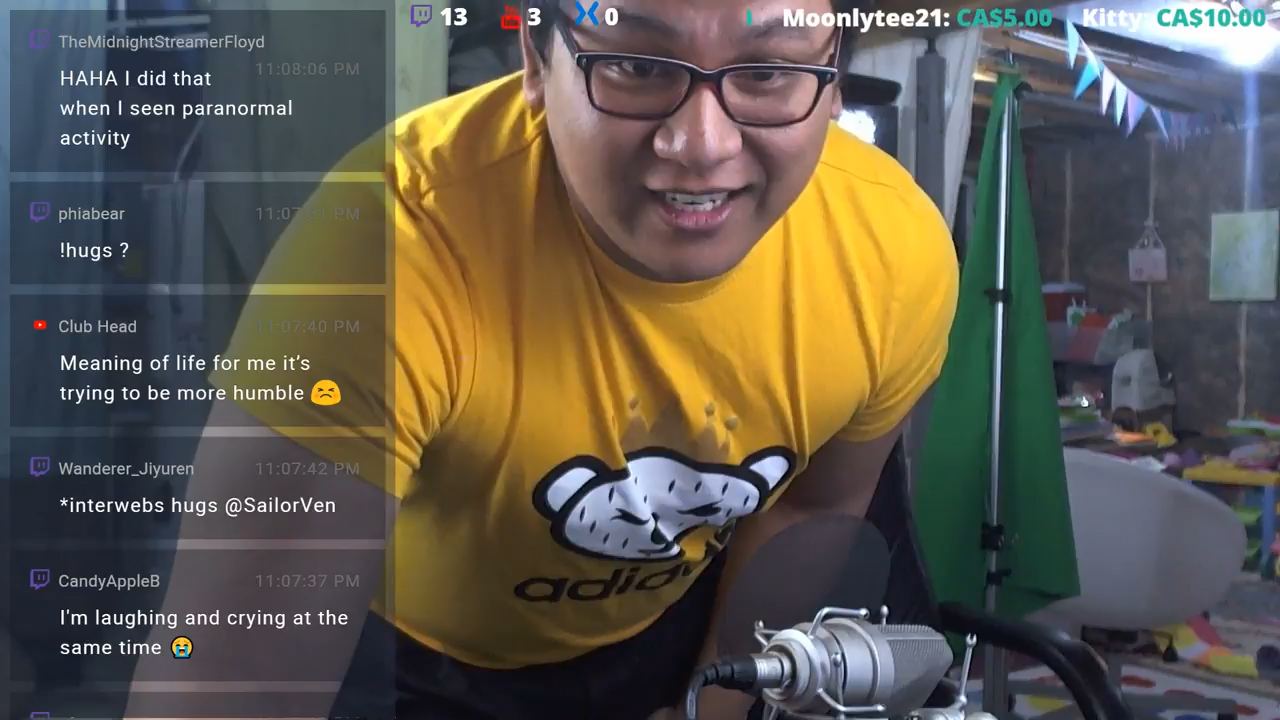 13 3 0 Moonlytee21: CA$5.00 Kitty: CA$10.00
TheMidnightStreamerFloyd
11:08:06 PM
HAHA I did that
when I seen paranormal
activity
phiabear
!hugs ?
Club Head 11:07:40 PM
Meaning of life for me it’s
trying to be more humble 😣
Wanderer_Jiyuren 11:07:42 PM
*interwebs hugs @SailorVen
CandyAppleB 11:07:37 PM
I'm laughing and crying at the
same time 😭